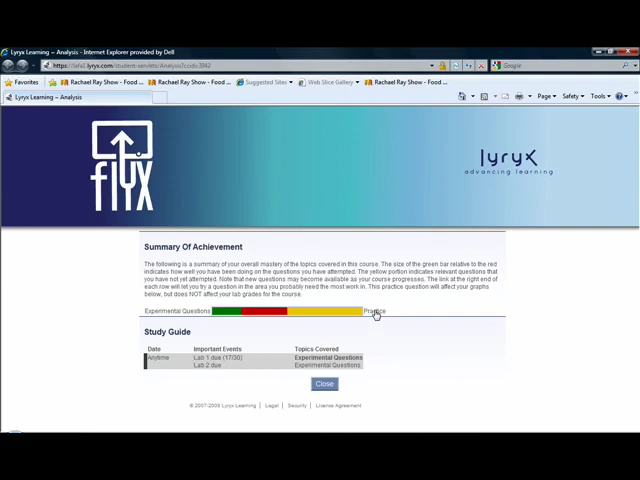 Lyryx Learning ~ Analysis - Internet Explorer provided by Dell
Google
Favorites Rachael Ray Show - Food ... Rachael Ray Show - Food ... Suggested Sites Web Slice Gallery Rachael Ray Show - Food ...
Lyryx Learning ~ Analysis Page Safety Tools
flyx
lyryx
advancing learning
Summary Of Achievement
The following is a summary of your overall mastery of the topics covered in this course. The size of the green bar relative to the red
indicates how well you have been doing on the questions you have attempted. The yellow portion indicates relevant questions that
you have not yet attempted. Note that new questions may become available as your course progresses. The link at the right end of
each row will let you try a question in the area you probably need the most work in. This practice question will affect your graphs
below, but does NOT affect your lab grades for the course.
Experimental Questions Practice
Study Guide
Date Important Events Topics Covered
Anytime Lab 1 due (17/30) Experimental Questions
Lab 2 due Experimental Questions
Close
© 2007-2009 Lyryx Learning | Legal | Security | License Agreement